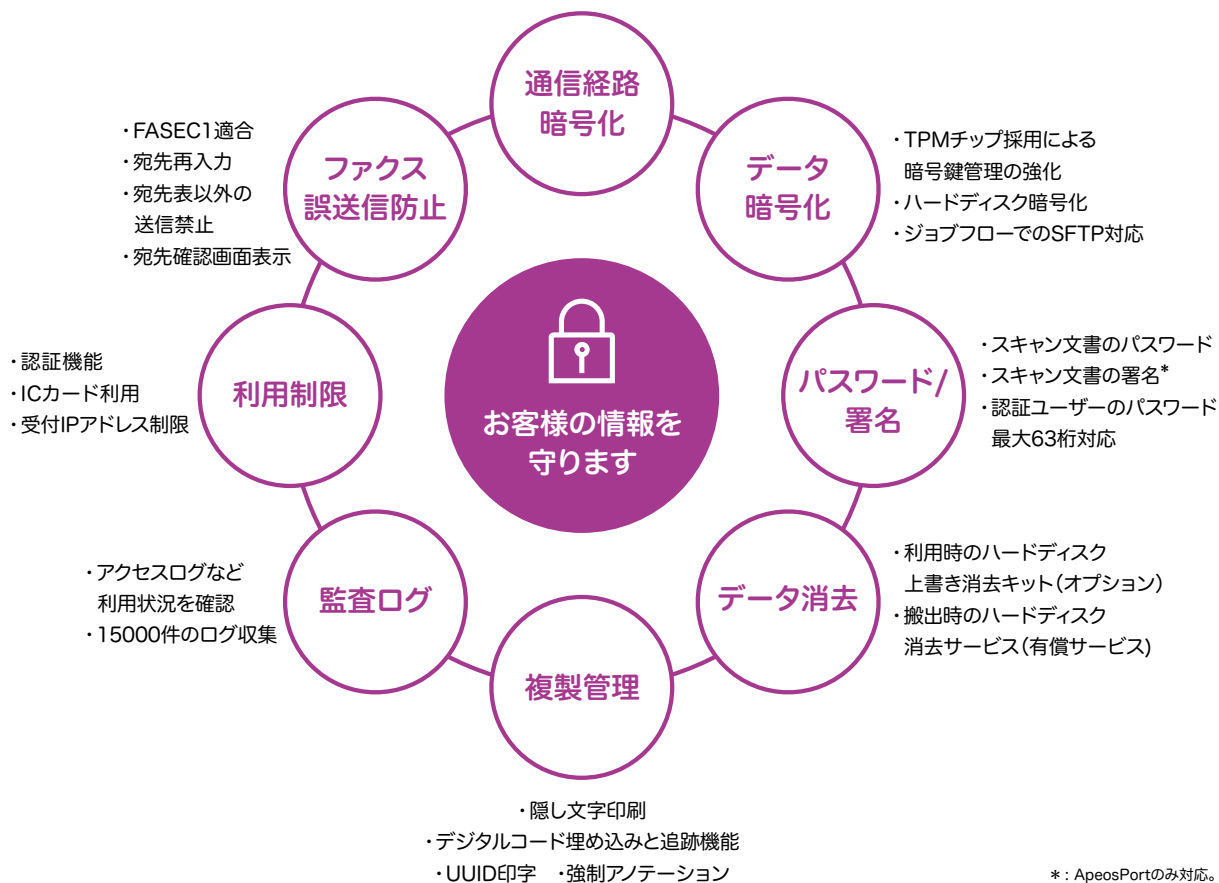 通信経路
暗号化
データ
暗号化
・TPMチップ採用による
暗号鍵管理の強化
・ハードディスク暗号化
・ジョブフローでのSFTP対応
パスワード/
署名
・スキャン文書のパスワード
・スキャン文書の署名*
・認証ユーザーのパスワード
最大63桁対応
データ消去
・利用時のハードディスク
上書き消去キット（オプション）
・搬出時のハードディスク
消去サービス（有償サービス)
複製管理
・隠し文字印刷
・デジタルコード埋め込みと追跡機能
・UUID印字 ・強制アノテーション
監査ログ
・アクセスログなど
利用状況を確認
・15000件のログ収集
利用制限
・認証機能
・ICカード利用
・受付IPアドレス制限
ファクス
誤送信防止
・FASEC1適合
・宛先再入力
・宛先表以外の
送信禁止
・宛先確認画面表示
お客様の情報を
守ります
*：ApeosPortのみ対応。